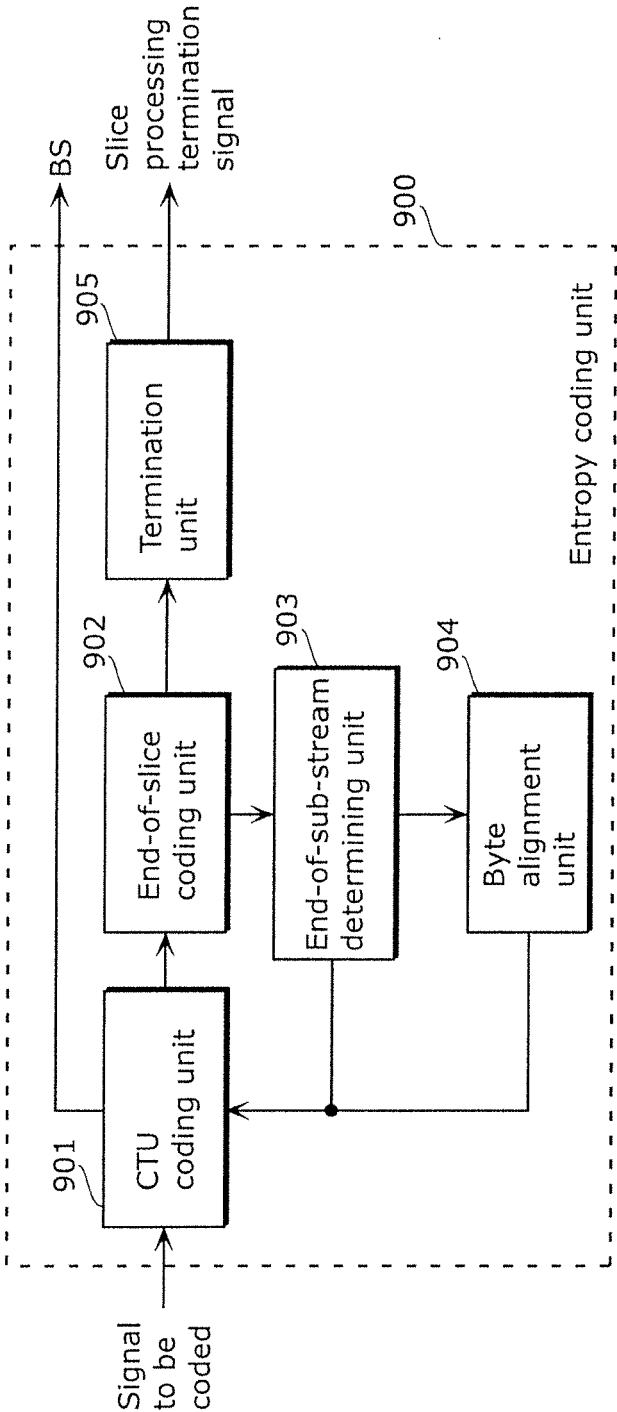 Signal
to be
coded
901
CTU
coding unit
902
End-of-slice
coding unit
905
Termination
unit
BS
Slice
processing
termination
signal
900
903
End-of-sub-stream
determining unit
904
Byte
alignment
unit
Entropy coding unit